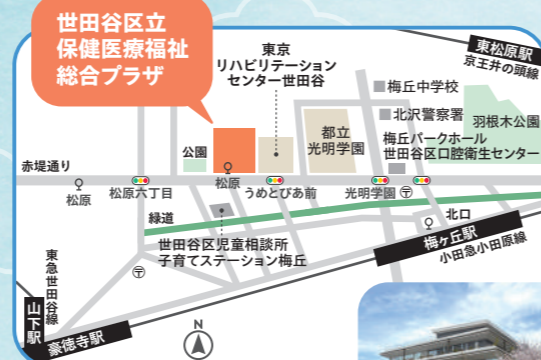 世田谷区立
保健医療福祉
総合プラザ
東京
リハビリテーション
センター世田谷
東松原駅
京王井の頭線
梅丘中学校
北沢警察署
羽根木公園
都立
光明学園
梅丘パークホール
世田谷区口腔衛生センター
公園
赤堤通り
松原
松原六丁目
松原
うめとぴあ前
光明学園
緑道
北口
世田谷区児童相談所
子育てステーション梅丘
梅ヶ丘駅
小田急小田原線
東急世田谷線
山下駅
豪徳寺駅
N